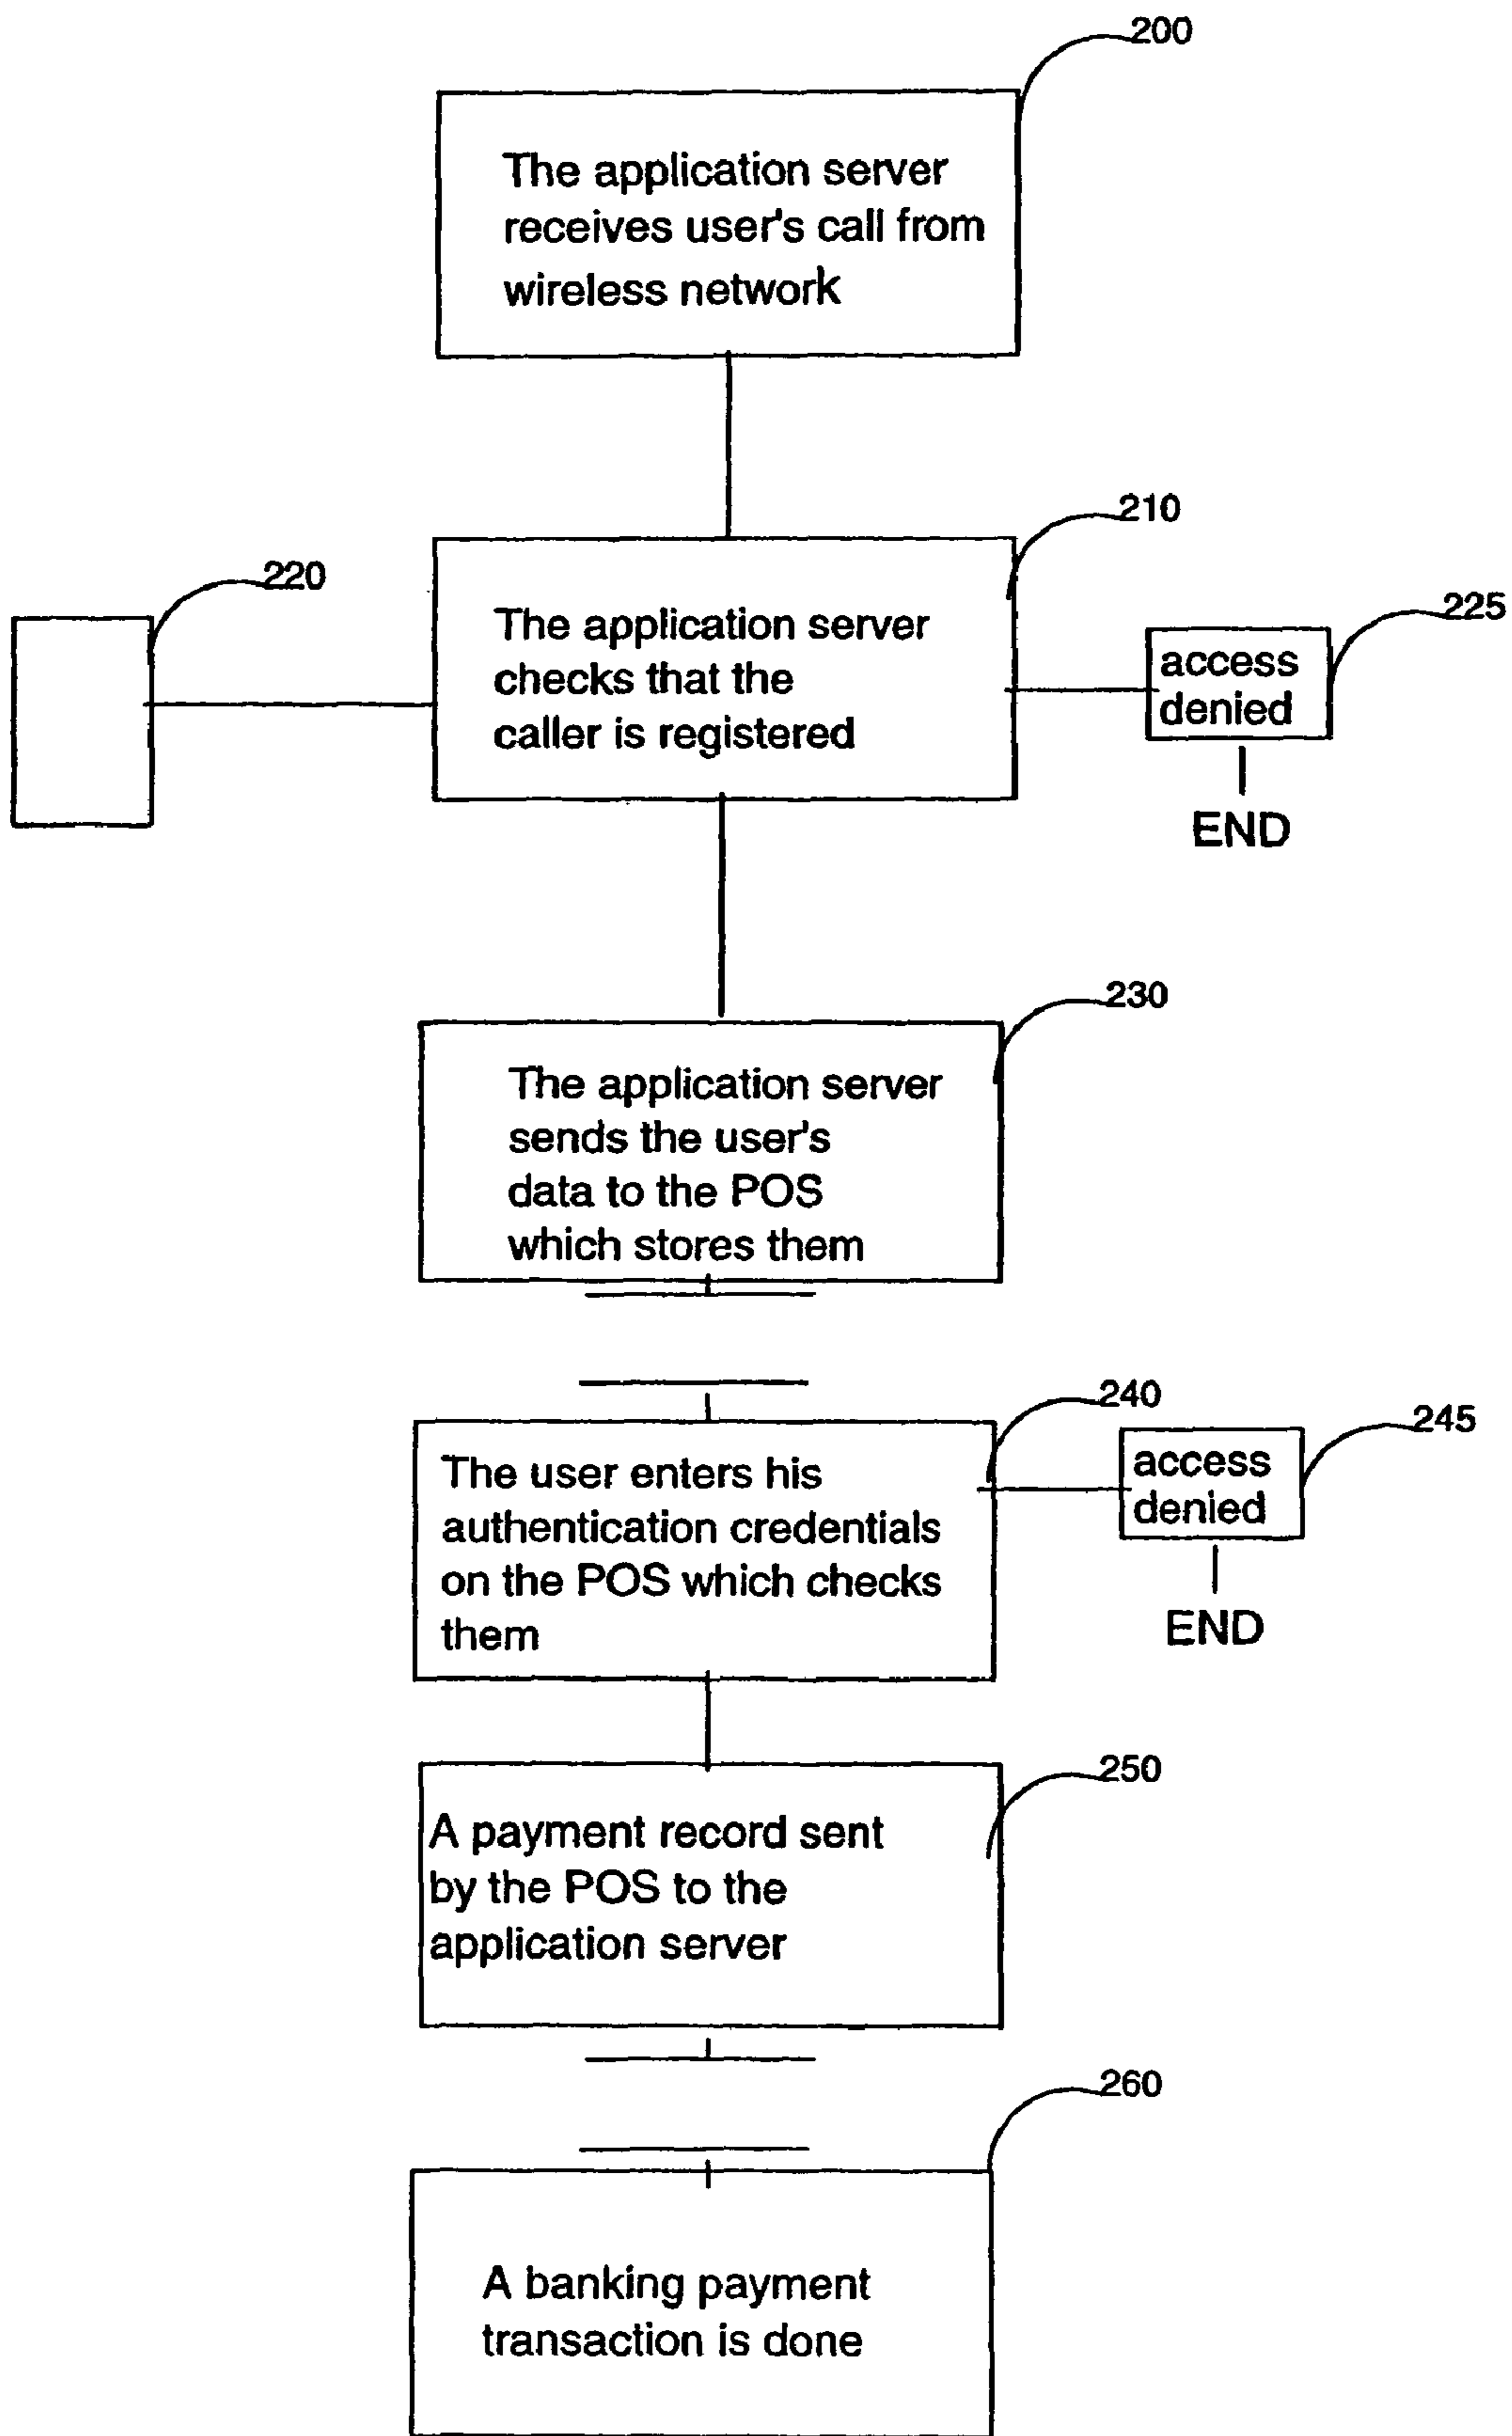 200
The application server
receives user's call from
wireless network
210
220
The application server
checks that the
caller is registered
225
access
denied
END
230
The application server
sends the user's
data to the POS
which stores them
240
The user enters his
authentication credentials
on the POS which checks
them
245
access
denied
END
250
A payment record sent
by the POS to the
application server
260
A banking payment
transaction is done